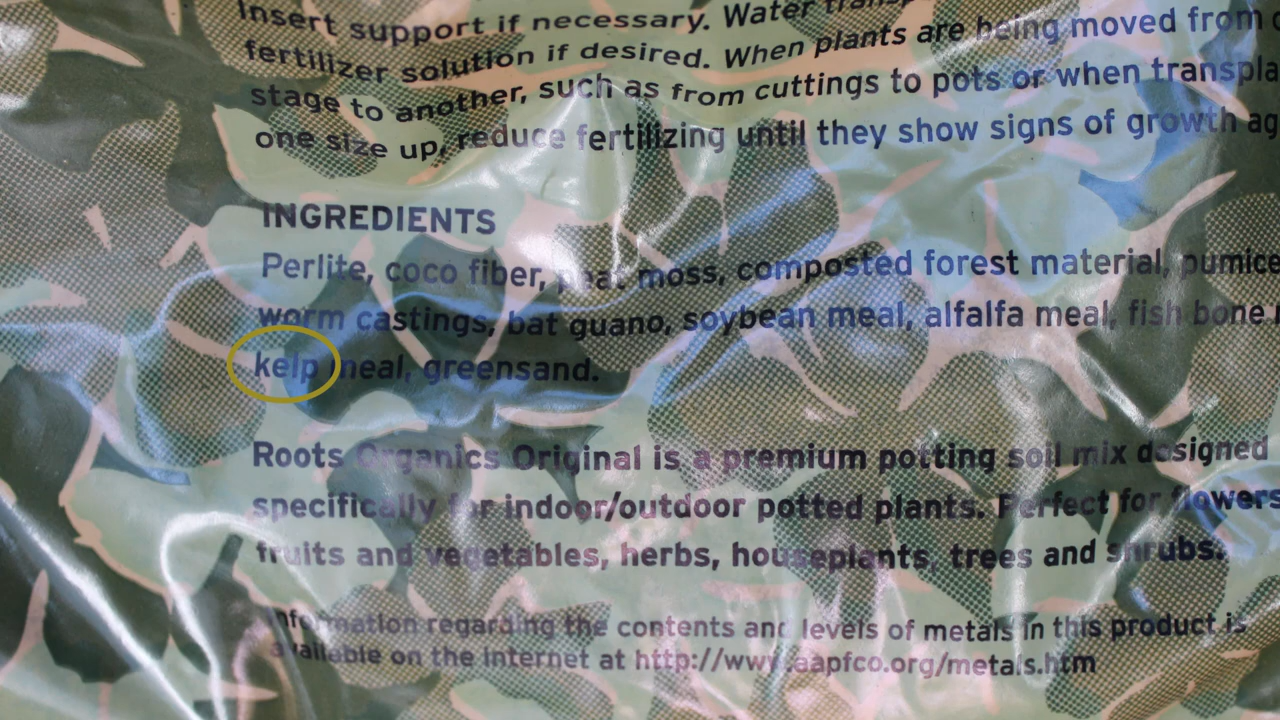 Insert support if necessary. Water
fertilizer solution if desired. When plants are being moved from
stage to another, such as from cuttings to pots or when transpla
one size up, reduce fertilizing until they show signs of growth ag
INGREDIENTS
Perlite, coco fiber, peat moss, composted forest material, pumice
worm castings, bat guano, soybean meal, alfalfa meal, fish bone
kelp meal, greensand.
Roots Organics Original is a premium potting soil mix designed
specifically for indoor/outdoor potted plants. Perfect for flowers
fruits and vegetables, herbs, houseplants, trees and shrubs.
Information regarding the contents and levels of metals in this product is
available on the internet at http://www.aapfco.org/metals.htm